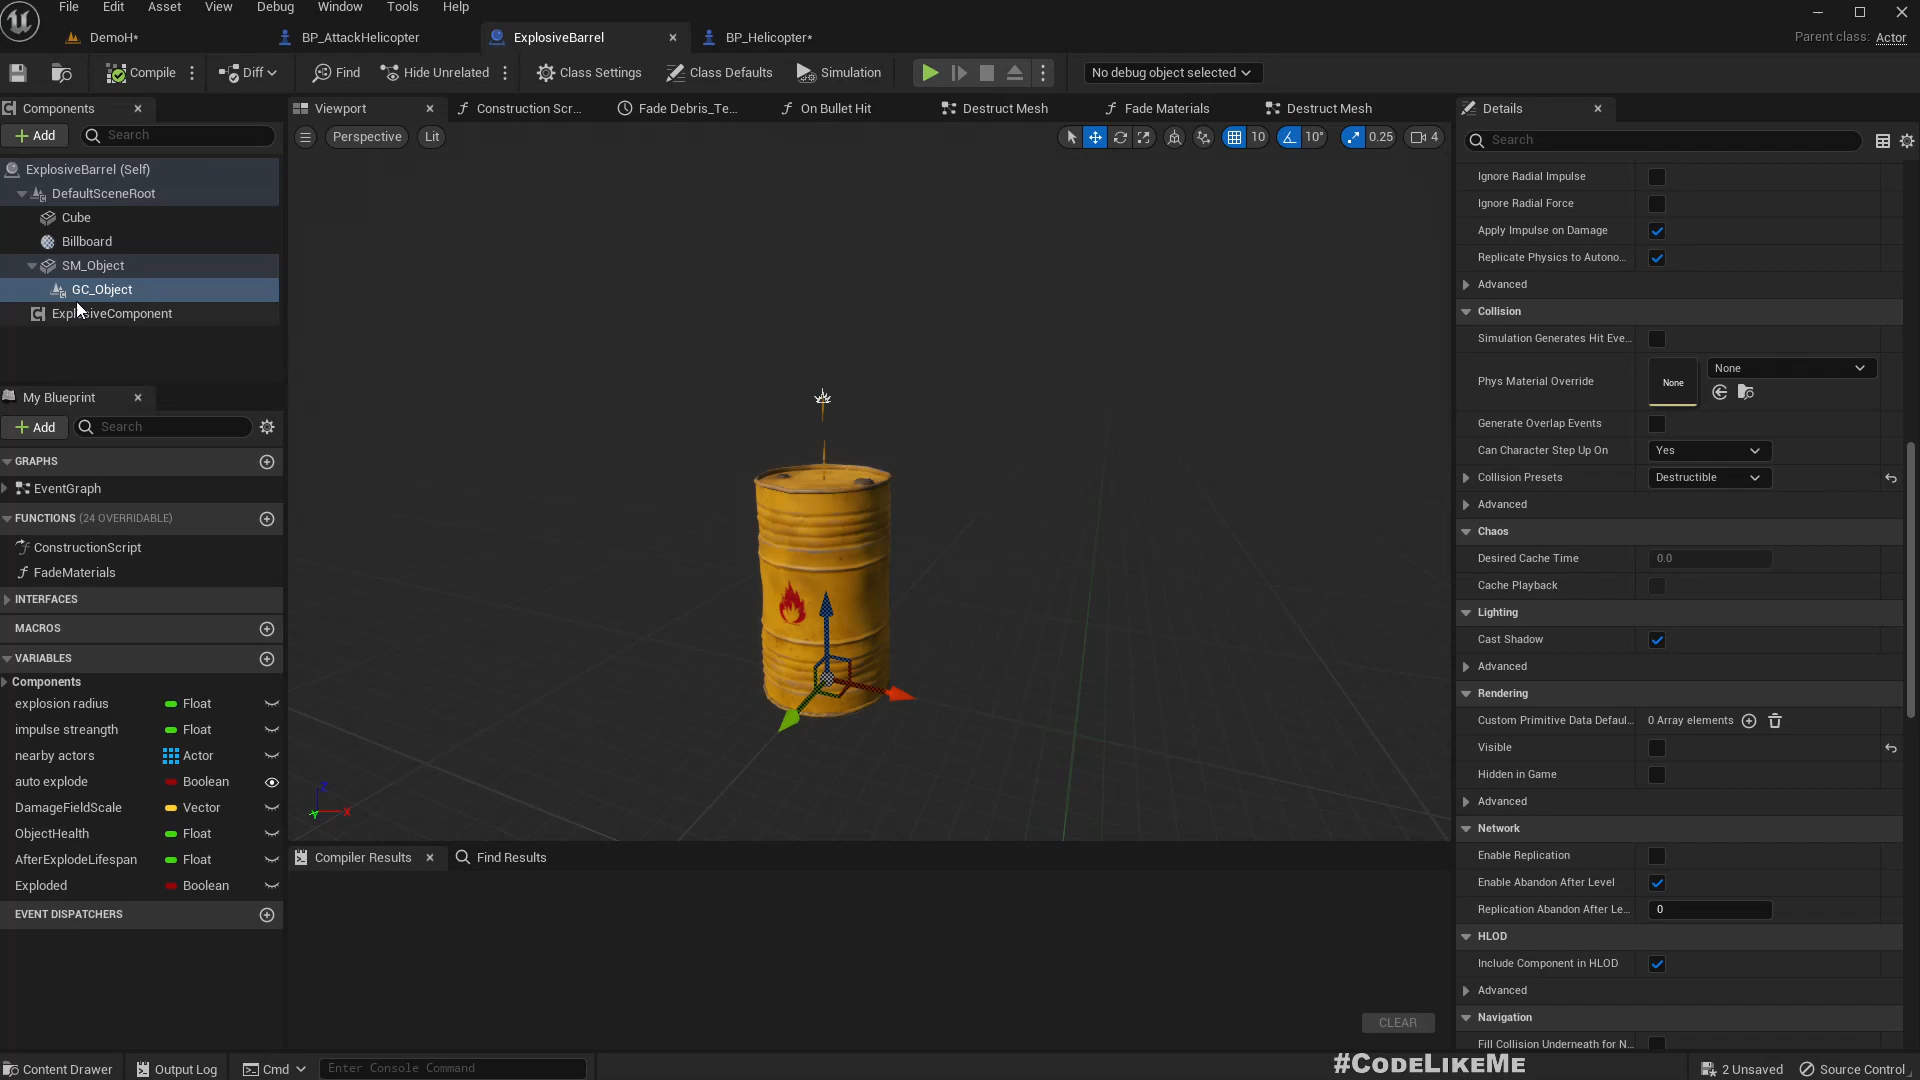 File Edit Asset View Debug Window Tools Help
DemoH* BP_AttackHelicopter ExplosiveBarrel BP_Helicopter* Parent class: Actor
Compile Diff Find Hide Unrelated Class Settings Class Defaults Simulation No debug object selected
Components Viewport Construction Scr... Fade Debris_Te... On Bullet Hit Destruct Mesh Fade Materials Destruct Mesh Details
Add Search Perspective Lit 10 10° 0.25 4 Search
ExplosiveBarrel (Self)
DefaultSceneRoot
Cube
Billboard
SM_Object
GC_Object
ExplosiveComponent
My Blueprint
Add Search
GRAPHS
EventGraph
FUNCTIONS (24 OVERRIDABLE)
ConstructionScript
FadeMaterials
INTERFACES
MACROS
VARIABLES
Components
explosion radius Float
impulse streangth Float
nearby actors Actor
auto explode Boolean
DamageFieldScale Vector
ObjectHealth Float
AfterExplodeLifespan Float
Exploded Boolean
EVENT DISPATCHERS
X
Compiler Results Find Results
CLEAR
Ignore Radial Impulse
Ignore Radial Force
Apply Impulse on Damage
Replicate Physics to Autono...
Advanced
Collision
Simulation Generates Hit Eve...
Phys Material Override None None
Generate Overlap Events
Can Character Step Up On Yes
Collision Presets Destructible
Advanced
Chaos
Desired Cache Time 0.0
Cache Playback
Lighting
Cast Shadow
Advanced
Rendering
Custom Primitive Data Defaul... 0 Array elements
Visible
Hidden in Game
Advanced
Network
Enable Replication
Enable Abandon After Level
Replication Abandon After Le... 0
HLOD
Include Component in HLOD
Advanced
Navigation
Fill Collision Underneath for N...
Content Drawer Output Log Cmd Enter Console Command #CODELIKEME 2 Unsaved Source Control